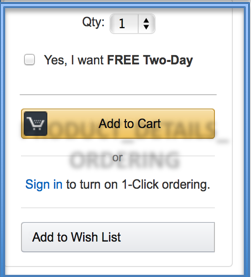 Qty: 1
Yes, I want FREE Two-Day
Add to Cart
ORDERING
or
Sign in to turn on 1-Click ordering.
Add to Wish List